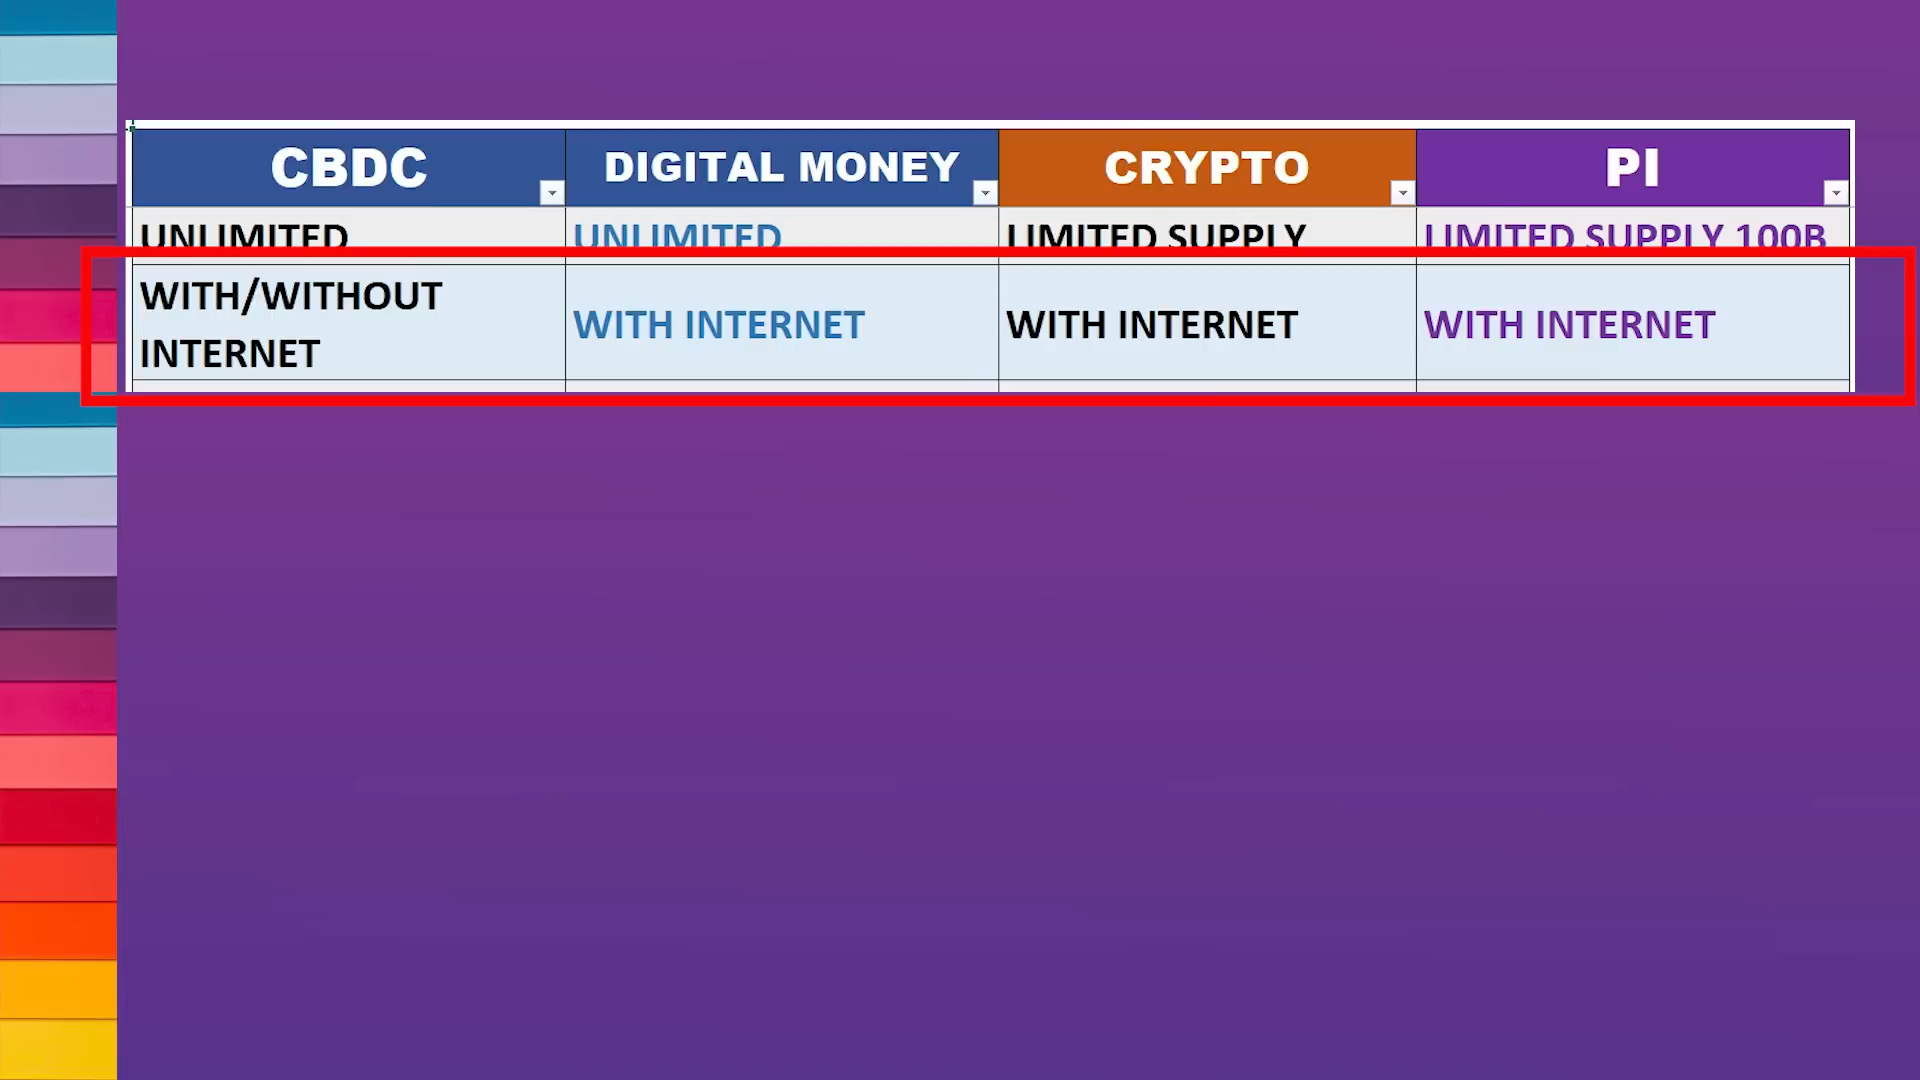 CBDC DIGITAL MONEY CRYPTO PI
UNLIMITED UNLIMITED LIMITED SUPPLY LIMITED SUPPLY 100B
WITH/WITHOUT
INTERNET
WITH INTERNET WITH INTERNET WITH INTERNET